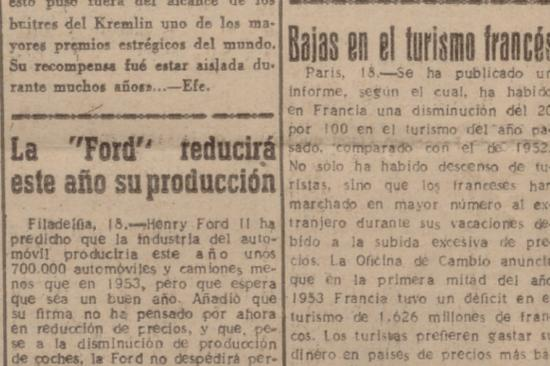 esto puso fuera del alcance de los
buitres del Kremlin uno de los ma-
yores premios estrégicos del mundo.
Su recompensa fué estar aislada du-
rante muchos años...—Efe.
La "Ford" reducirá
este año su producción
Filadelfia, 18.—Henry Ford II ha
predicho que la industria del auto-
móvil produciría este año unos
700.000 automóviles y camiones me-
nos que en 1953, pero que espera
que sea un buen año. Añadió que
su firma no ha pensado por ahora
en reducción de precios, y que, pe-
se a la disminución de producción
de coches, la Ford no despedirá per-
Bajas en el turismo francés
París, 18.—Se ha publicado un
informe, según el cual, ha habido
en Francia una disminución del 20
por 100 en el turismo del año pa-
sado, comparado con el de 1952.
No sólo ha habido descenso de tu-
ristas, sino que los franceses han
marchado en mayor número al ex-
tranjero durante sus vacaciones de-
bido a la subida excesiva de pre-
cios. La Oficina de Cambio anunció
que en la primera mitad del año
1953 Francia tuvo un déficit en el
turismo de 1.626 millones de fran-
cos. Los turistas prefieren gastar su
dinero en países de precios más ba-